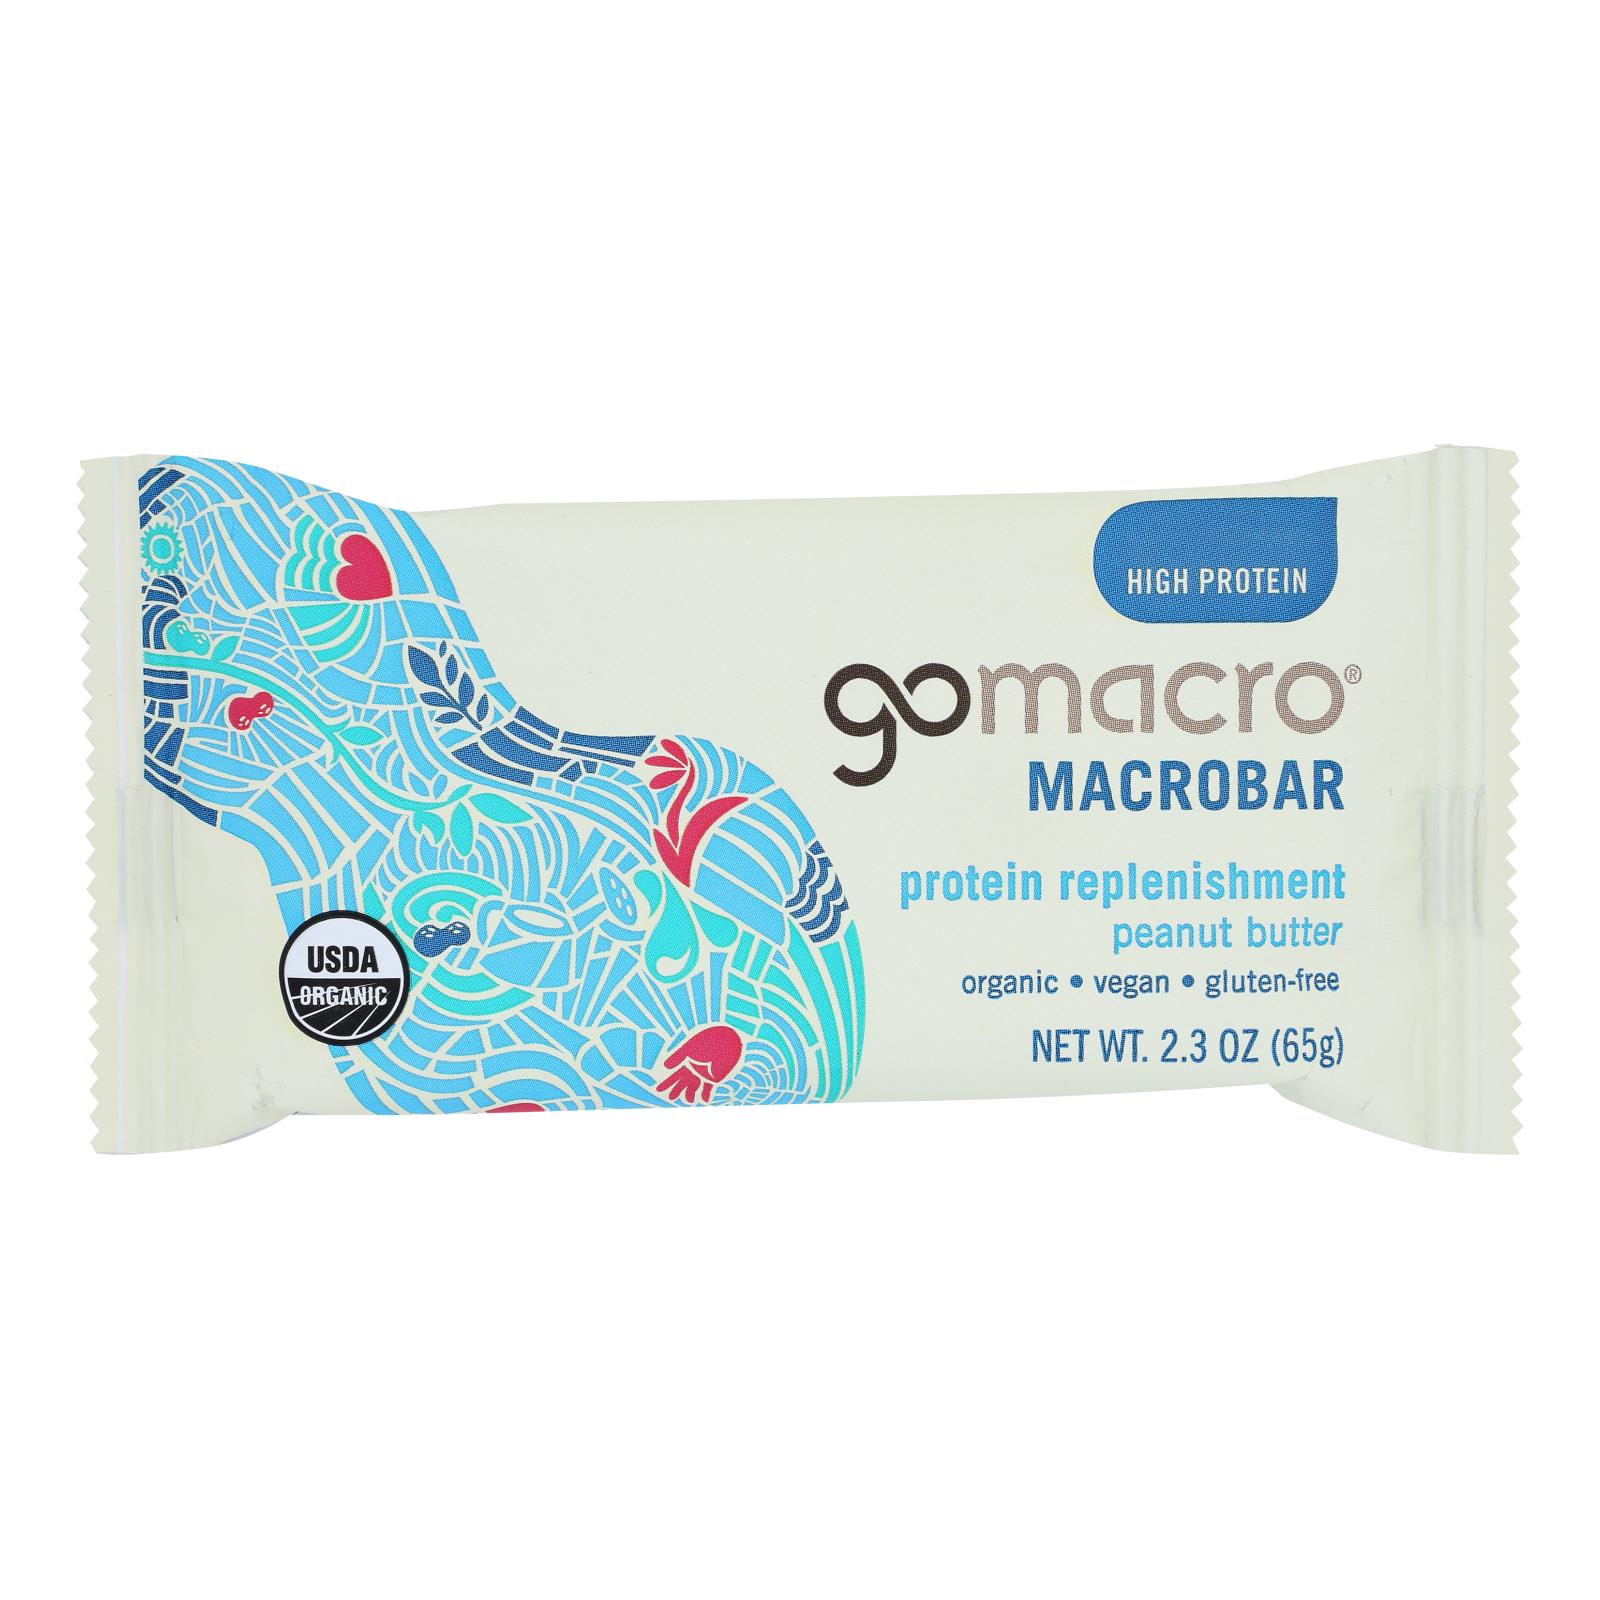 HIGH PROTEIN
gomacro®
MACROBAR
protein replenishment
peanut butter
organic • vegan • gluten-free
NET WT. 2.3 OZ (65g)
USDA
ORGANIC